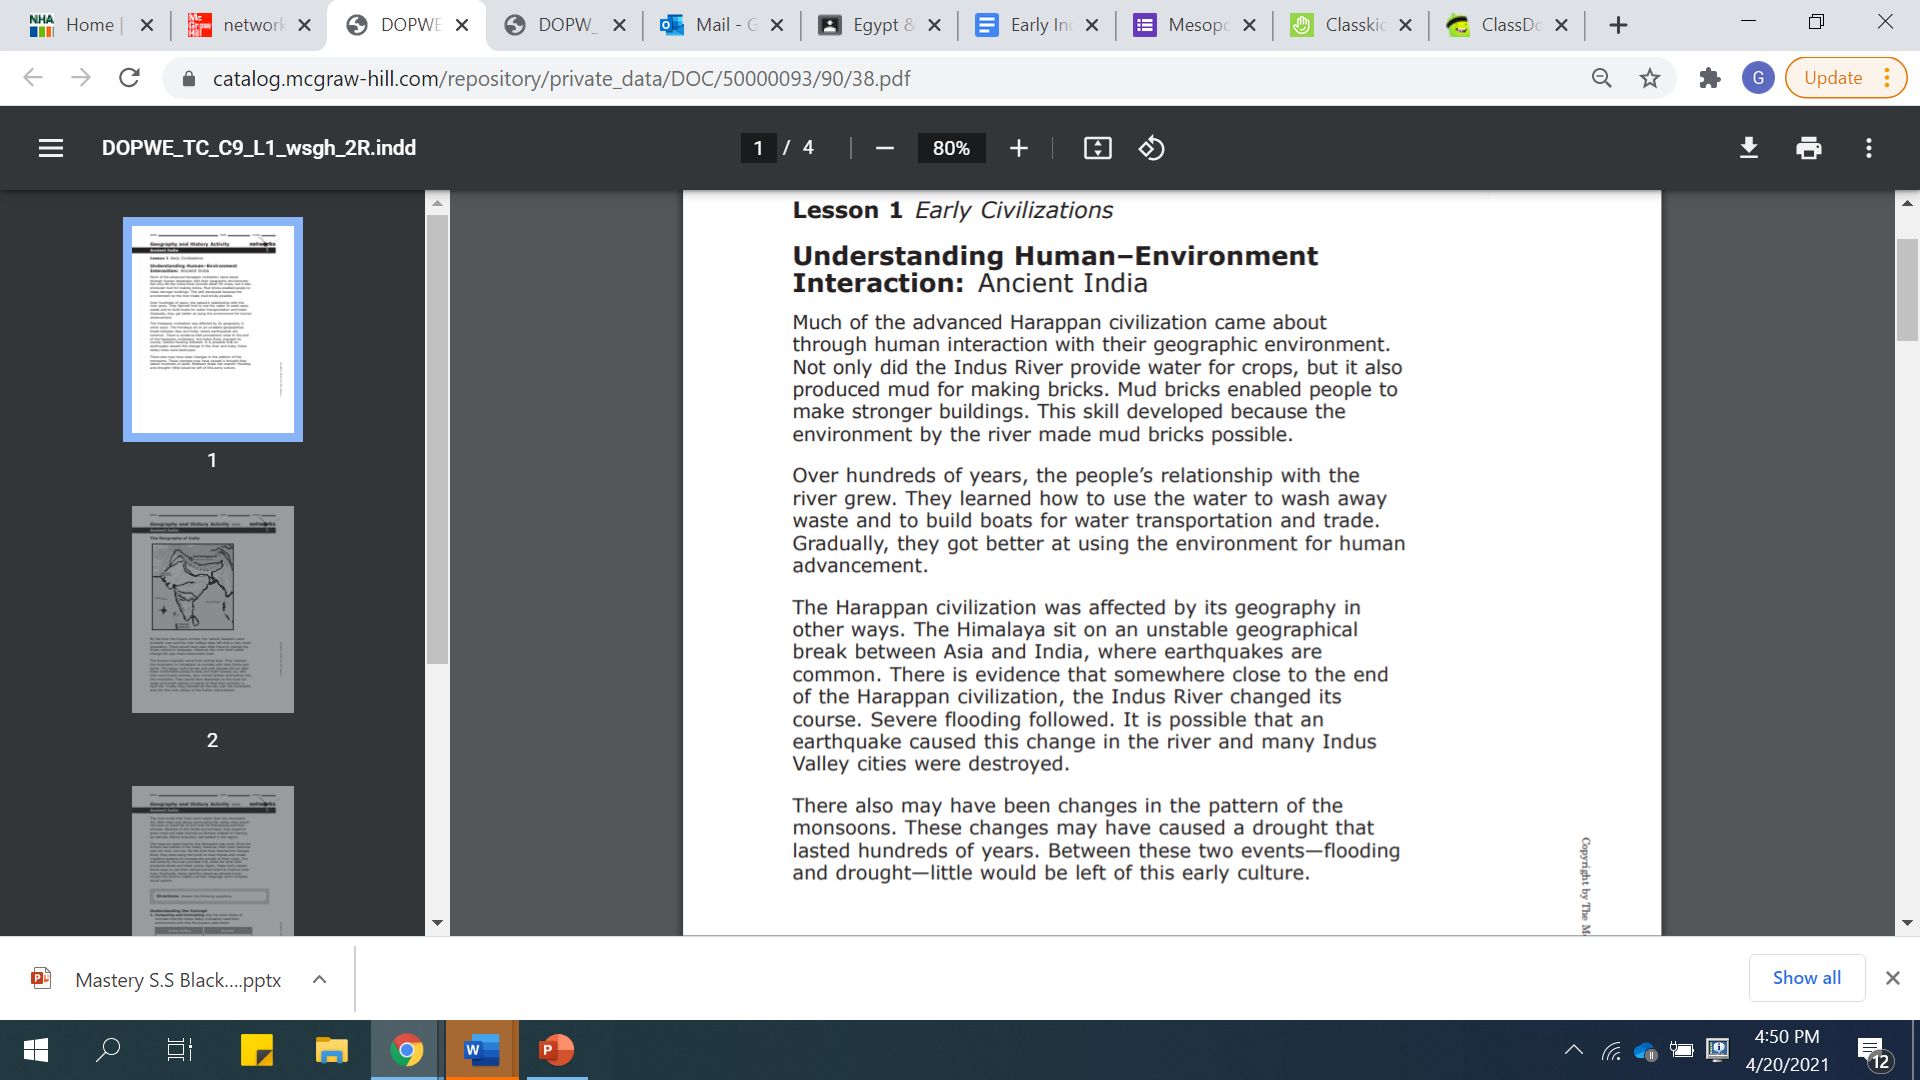 Home
network
DOPWE
DOPW_
Mail - G
Egypt &
Early In
Mesopo
Classkic
ClassDo
catalog.mcgraw-hill.com/repository/private_data/DOC/50000093/90/38.pdf
G
Update
DOPWE_TC_C9_L1_wsgh_2R.indd
1 / 4
80%
Lesson 1 Early Civilizations
Understanding Human–Environment
Interaction: Ancient India
Much of the advanced Harappan civilization came about
through human interaction with their geographic environment.
Not only did the Indus River provide water for crops, but it also
produced mud for making bricks. Mud bricks enabled people to
make stronger buildings. This skill developed because the
environment by the river made mud bricks possible.
Over hundreds of years, the people’s relationship with the
river grew. They learned how to use the water to wash away
waste and to build boats for water transportation and trade.
Gradually, they got better at using the environment for human
advancement.
The Harappan civilization was affected by its geography in
other ways. The Himalaya sit on an unstable geographical
break between Asia and India, where earthquakes are
common. There is evidence that somewhere close to the end
of the Harappan civilization, the Indus River changed its
course. Severe flooding followed. It is possible that an
earthquake caused this change in the river and many Indus
Valley cities were destroyed.
There also may have been changes in the pattern of the
monsoons. These changes may have caused a drought that
lasted hundreds of years. Between these two events—flooding
and drought—little would be left of this early culture.
Copyright by The M
1
2
Mastery S.S Black....pptx
Show all
4:50 PM
4/20/2021
12